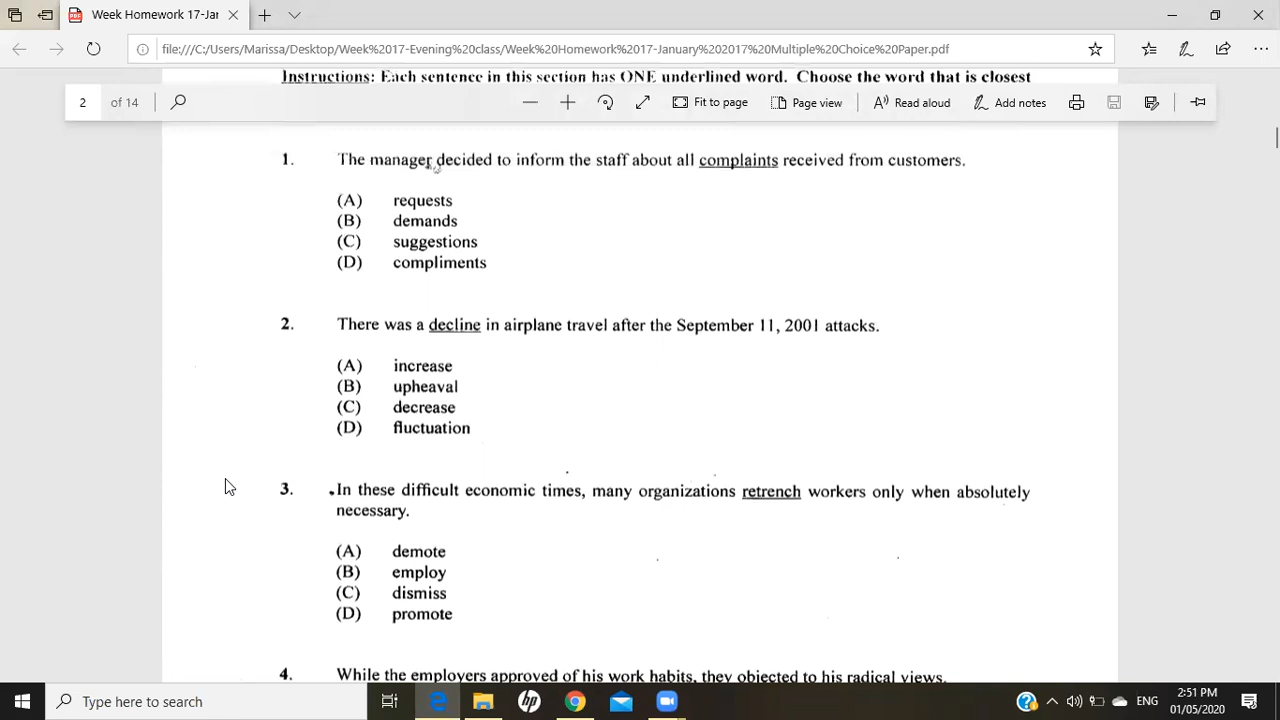 Week Homework 17-Jar
file:///C:/Users/Marissa/Desktop/Week%2017-Evening%20class/Week%20Homework%2017-January%202017%20Multiple%20Choice%20Paper.pdf
Instructions: Each sentence in this section has ONE underlined word. Choose the word that is closest
2 of 14
Fit to page
Page view
Read aloud
Add notes
1. The manager decided to inform the staff about all complaints received from customers.
(A) requests
(B) demands
(C) suggestions
(D) compliments
2. There was a decline in airplane travel after the September 11, 2001 attacks.
(A) increase
(B) upheaval
(C) decrease
(D) fluctuation
3. In these difficult economic times, many organizations retrench workers only when absolutely
necessary.
(A) demote
(B) employ
(C) dismiss
(D) promote
4. While the employers approved of his work habits, they objected to his radical views.
Type here to search
hp
ENG
2:51 PM
01/05/2020